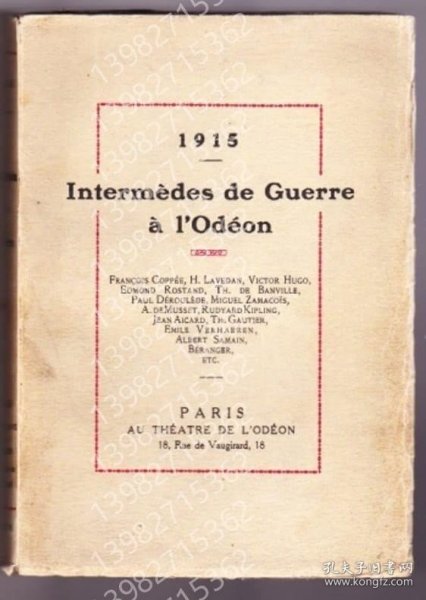 1915
Intermèdes de Guerre
à l'Odéon
FRANÇOIS COPPÉE, H. LAVEDAN, VICTOR HUGO,
EDMOND ROSTAND, TH. DE BANVILLE,
PAUL DÉROULÈDE, MIGUEL ZAMACOÏS,
A. DE MUSSET, RUDYARD KIPLING,
JEAN AICARD, TH. GAUTIER,
EMILE VERHAEREN,
ALBERT SAMAIN,
BÉRANGER,
ETC.
PARIS
AU THÉATRE DE L'ODÉON
18, Rue de Vaugirard, 18
13982715362
孔夫子旧书网
www.kongfz.com